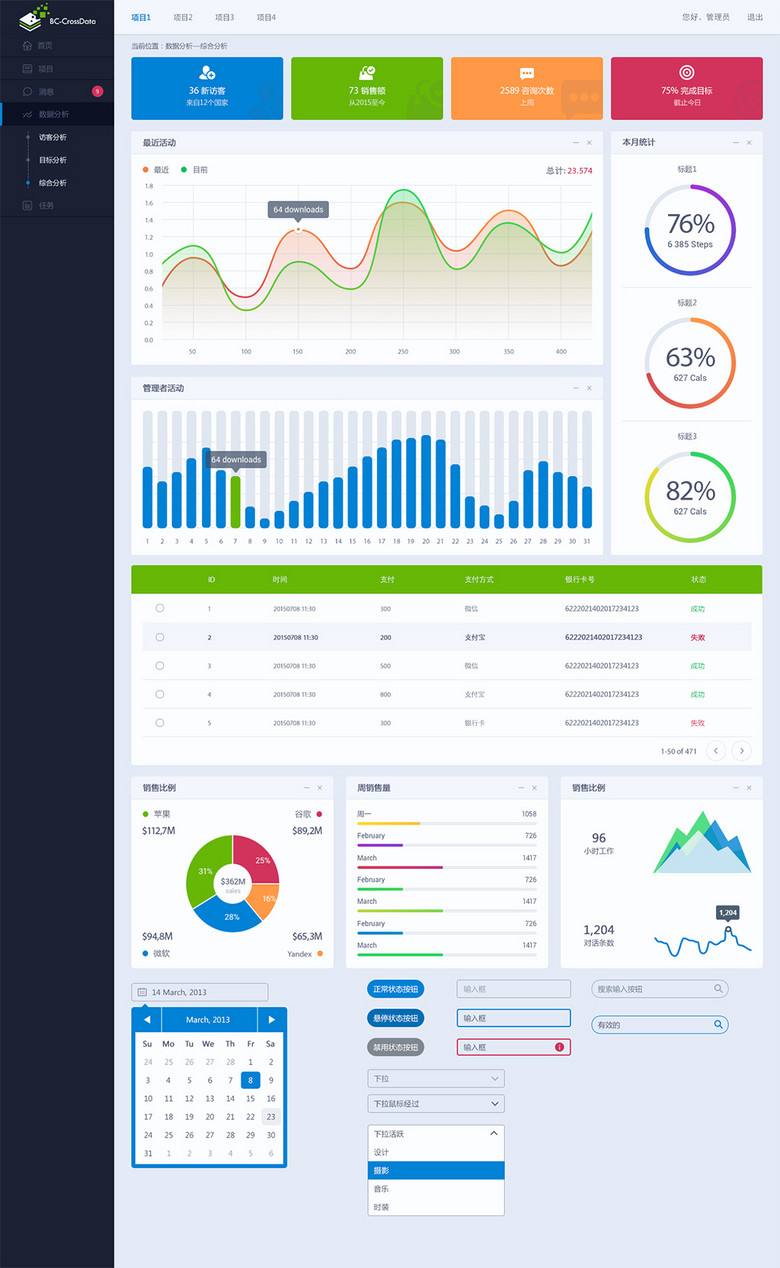 BC-CrossData
项目1 项目2 项目3 项目4
您好, 管理员 退出
首页
项目
消息 9
数据分析
访客分析
目标分析
综合分析
任务
当前位置：数据分析—综合分析
36 新访客
来自12个国家
73 销售额
从2015至今
2589 咨询次数
上周
75% 完成目标
截止今日
最近活动
最近 目前
总计: 23.574
64 downloads
1.8
1.6
1.4
1.2
1.0
0.8
0.6
0.4
0.2
0.0
50 100 150 200 250 300 350 400
本月统计
标题1
76%
6 385 Steps
标题2
63%
627 Cals
标题3
82%
627 Cals
管理者活动
64 downloads
1 2 3 4 5 6 7 8 9 10 11 12 13 14 15 16 17 18 19 20 21 22 23 24 25 26 27 28 29 30 31
ID 时间 支付 支付方式 银行卡号 状态
1 20150708 11:30 300 微信 6222021402017234123 成功
2 20150708 11:30 200 支付宝 6222021402017234123 失败
3 20150708 11:30 500 微信 6222021402017234123 成功
4 20150708 11:30 800 支付宝 6222021402017234123 成功
5 20150708 11:30 300 银行卡 6222021402017234123 失败
1-50 of 471
销售比例
苹果 谷歌
$112,7M $89,2M
31%
25%
$362M
sales
16%
28%
$94,8M $65,3M
微软 Yandex
周销售量
周一 1058
February 726
March 1417
February 726
March 1417
February 726
March 1417
销售比例
96
小时工作
1,204
1,204
对话条数
14 March, 2013
March, 2013
Su Mo Tu We Th Fr Sa
24 25 26 27 28 1 2
3 4 5 6 7 8 9
10 11 12 13 14 15 16
17 18 19 20 21 22 23
24 25 26 27 28 29 30
31 1 2 3 4 5 6
正常状态按钮
悬停状态按钮
禁用状态按钮
输入框
输入框
输入框
搜索输入按钮
有效的
下拉
下拉鼠标经过
下拉活跃
设计
摄影
音乐
时装